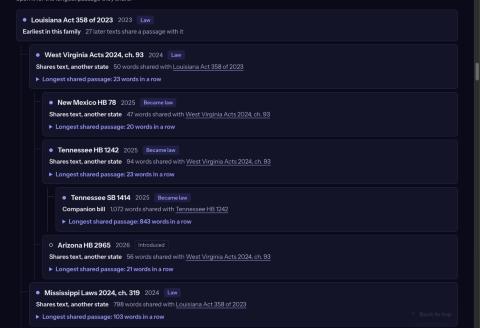 Louisiana Act 358 of 2023 2023 Law
Earliest in this family 27 later texts share a passage with it
West Virginia Acts 2024, ch. 93 2024 Law
Shares text, another state 50 words shared with Louisiana Act 358 of 2023
Longest shared passage: 23 words in a row
New Mexico HB 78 2025 Became law
Shares text, another state 47 words shared with West Virginia Acts 2024, ch. 93
Longest shared passage: 20 words in a row
Tennessee HB 1242 2025 Became law
Shares text, another state 94 words shared with West Virginia Acts 2024, ch. 93
Longest shared passage: 23 words in a row
Tennessee SB 1414 2025 Became law
Companion bill 1,072 words shared with Tennessee HB 1242
Longest shared passage: 843 words in a row
Arizona HB 2965 2026 Introduced
Shares text, another state 56 words shared with West Virginia Acts 2024, ch. 93
Longest shared passage: 21 words in a row
Mississippi Laws 2024, ch. 319 2024 Law
Shares text, another state 798 words shared with Louisiana Act 358 of 2023
Longest shared passage: 103 words in a row
Back to top